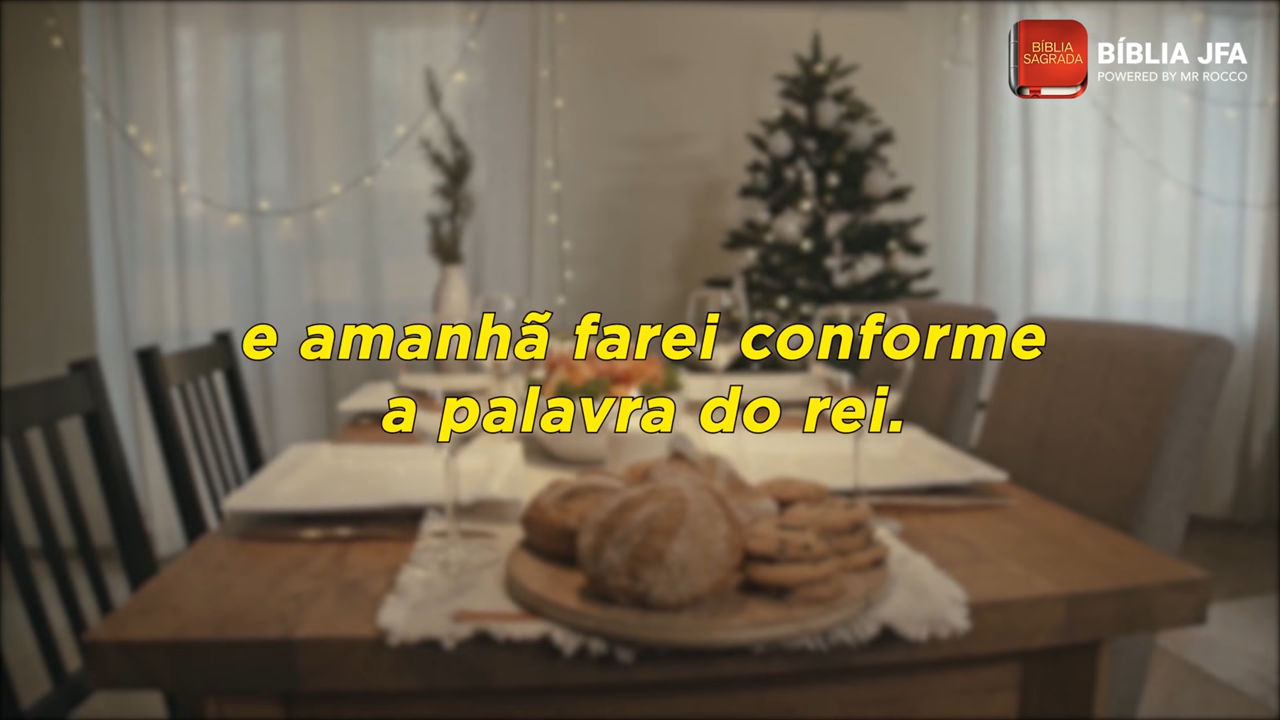 BÍBLIA
SAGRADA
BÍBLIA JFA
POWERED BY MR ROCCO
e amanhã farei conforme
a palavra do rei.